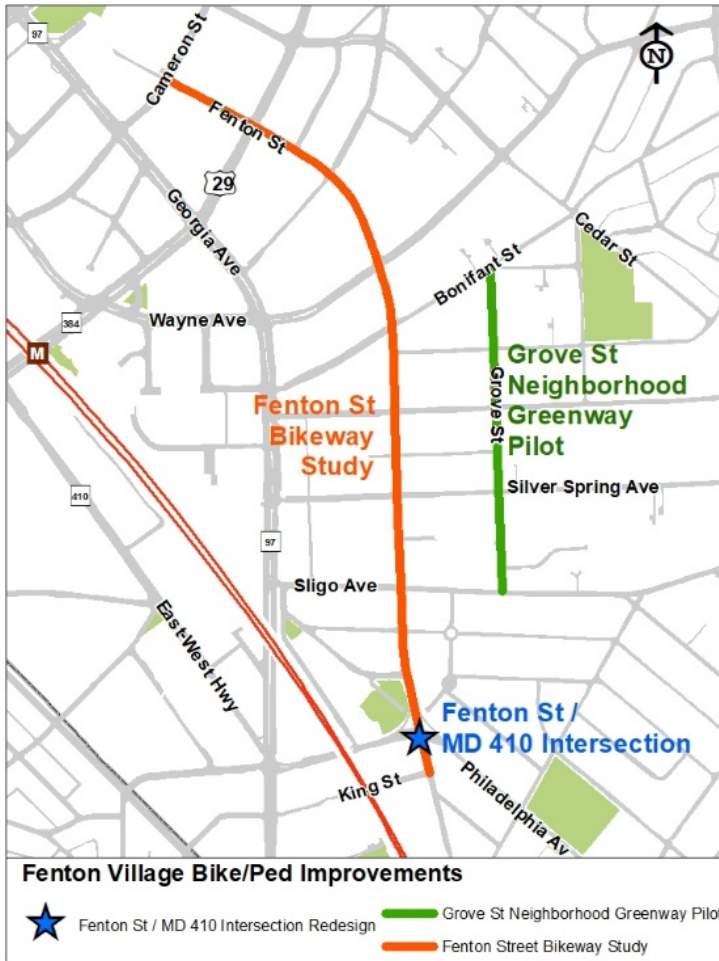 97
Cameron St
N
Fenton St
29
Georgia Ave
Cedar St
Bonifant St
384
Wayne Ave
M
Grove St
Neighborhood
Greenway
Pilot
Grove St
Fenton St
Bikeway
Study
410
Silver Spring Ave
97
Sligo Ave
East-West Hwy
Fenton St /
MD 410 Intersection
King St
Philadelphia Av
Fenton Village Bike/Ped Improvements
Fenton St / MD 410 Intersection Redesign
Grove St Neighborhood Greenway Pilot
Fenton Street Bikeway Study